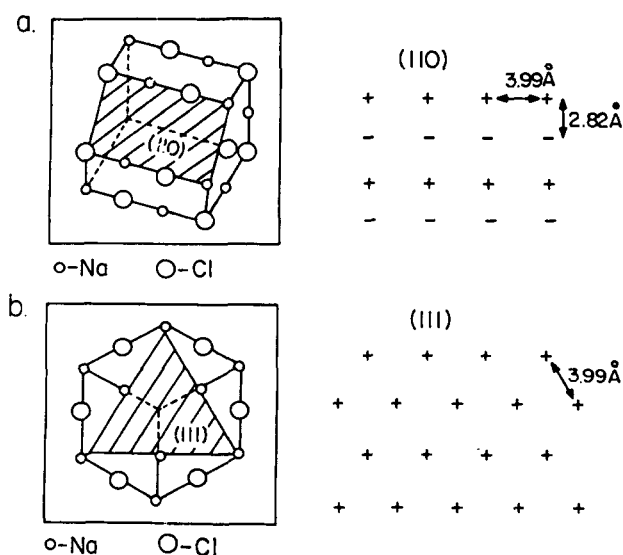 a.
(110)
o-Na O-Cl
(110)
3.99Å
+ + + +
2.82Å
- - - -
+ + + +
- - - -
b.
(111)
o-Na O-Cl
(111)
+ + + +
3.99Å
+ + + + +
+ + + +
+ + + + +